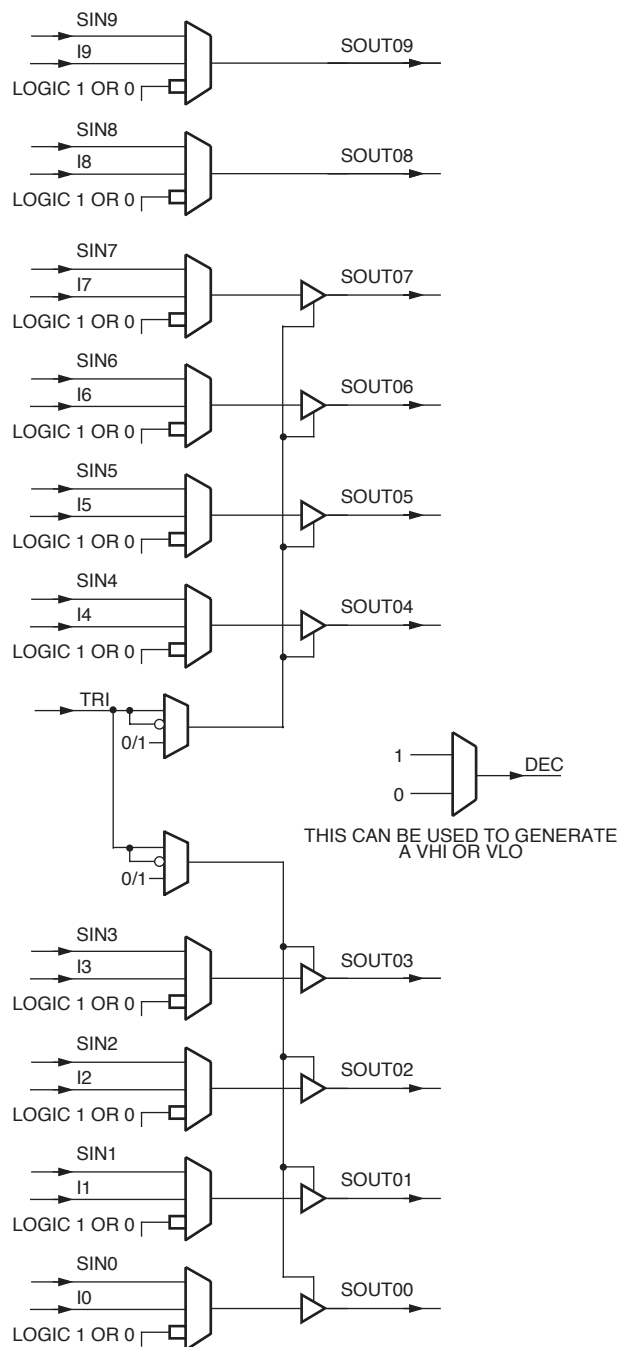 SIN9
I9
SOUT09
LOGIC 1 OR 0
SIN8
I8
SOUT08
LOGIC 1 OR 0
SIN7
I7
SOUT07
LOGIC 1 OR 0
SIN6
I6
SOUT06
LOGIC 1 OR 0
SIN5
I5
SOUT05
LOGIC 1 OR 0
SIN4
I4
SOUT04
LOGIC 1 OR 0
TRI
0/1
1
DEC
0
THIS CAN BE USED TO GENERATE
A VHI OR VLO
0/1
SIN3
I3
SOUT03
LOGIC 1 OR 0
SIN2
I2
SOUT02
LOGIC 1 OR 0
SIN1
I1
SOUT01
LOGIC 1 OR 0
SIN0
I0
SOUT00
LOGIC 1 OR 0